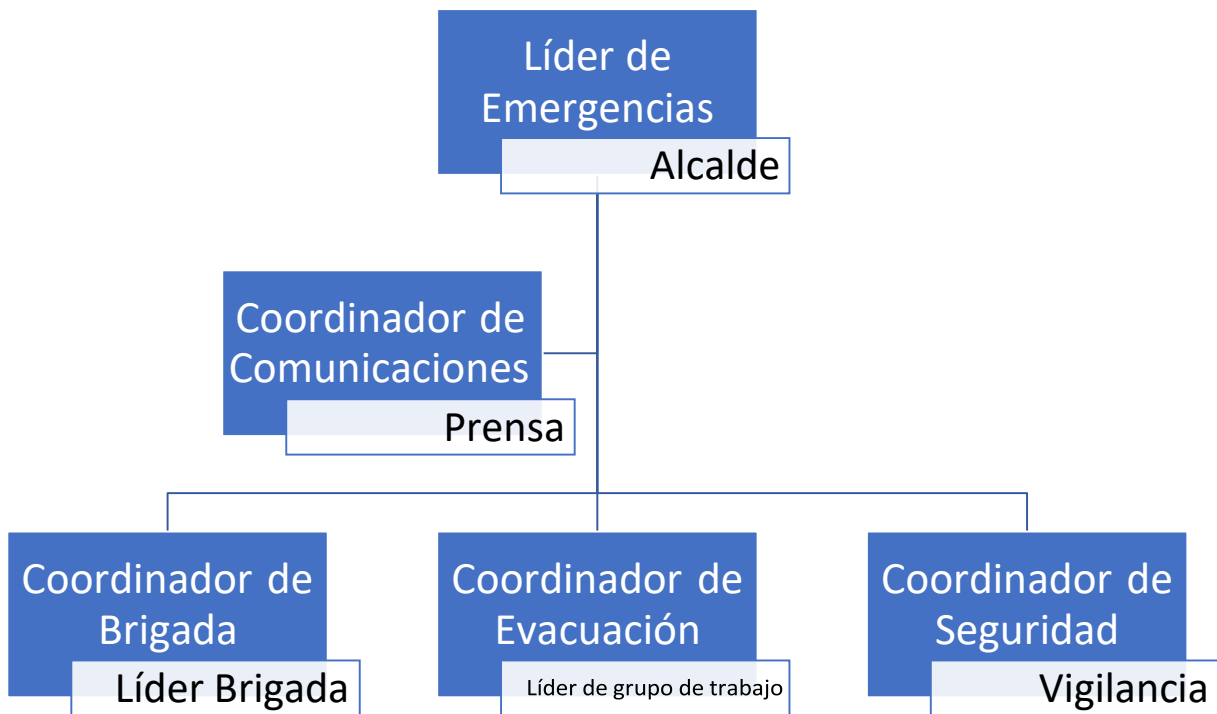 Líder de
Emergencias
Alcalde
Coordinador de
Comunicaciones
Prensa
Coordinador de
Brigada
Líder Brigada
Coordinador de
Evacuación
Líder de grupo de trabajo
Coordinador de
Seguridad
Vigilancia